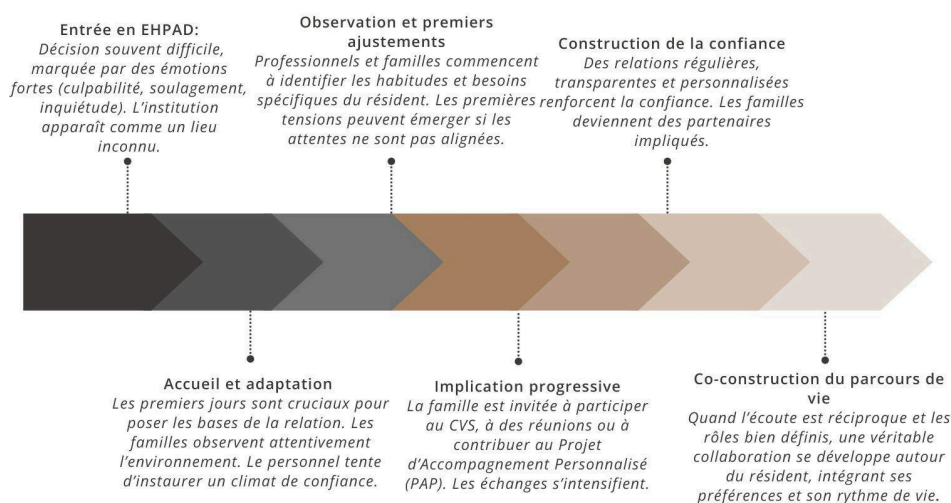 Entrée en EHPAD:
Décision souvent difficile,
marquée par des émotions
fortes (culpabilité, soulagement,
inquiétude). L'institution
apparaît comme un lieu
inconnu.
Observation et premiers
ajustements
Professionnels et familles commencent
à identifier les habitudes et besoins
spécifiques du résident. Les premières
tensions peuvent émerger si les
attentes ne sont pas alignées.
Construction de la confiance
Des relations régulières,
transparentes et personnalisées
renforcent la confiance. Les familles
deviennent des partenaires
impliqués.
Accueil et adaptation
Les premiers jours sont cruciaux pour
poser les bases de la relation. Les
familles observent attentivement
l'environnement. Le personnel tente
d'instaurer un climat de confiance.
Implication progressive
La famille est invitée à participer
au CVS, à des réunions ou à
contribuer au Projet
d'Accompagnement Personnalisé
(PAP). Les échanges s'intensifient.
Co-construction du parcours de
vie
Quand l'écoute est réciproque et les
rôles bien définis, une véritable
collaboration se développe autour
du résident, intégrant ses
préférences et son rythme de vie.